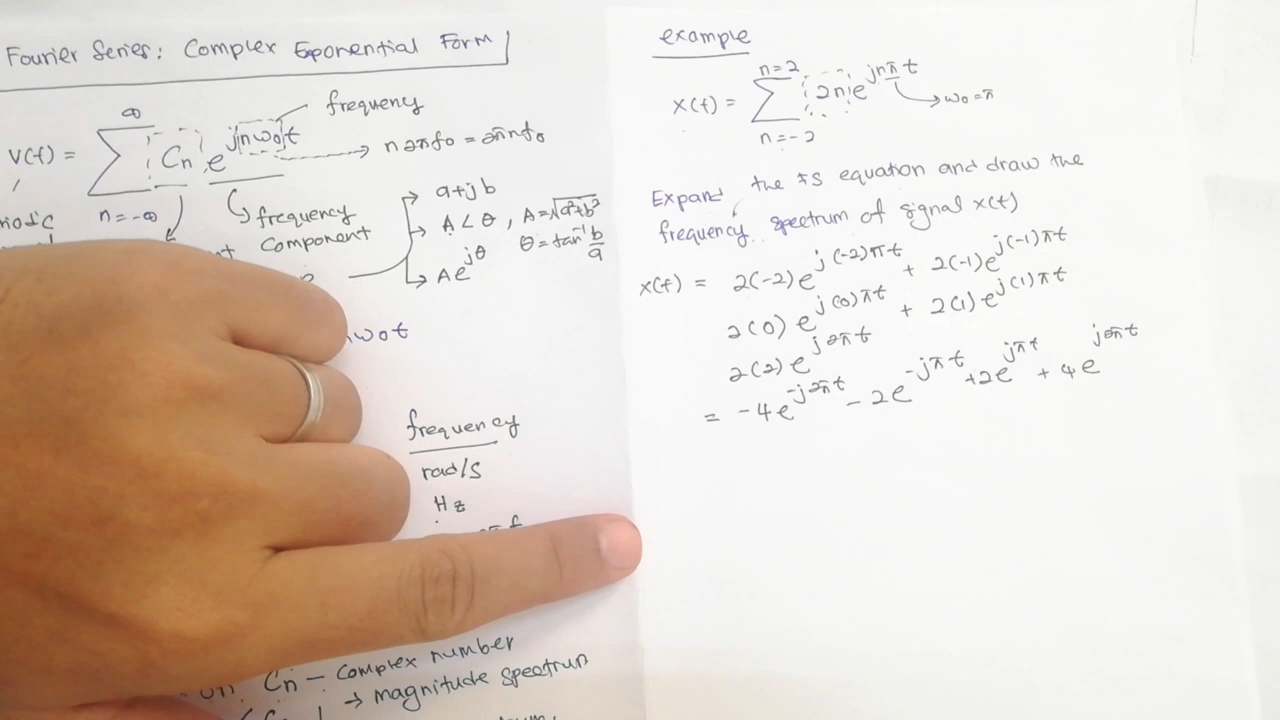 Fourier Series: Complex Exponential Form
frequency
∞
V(t) = ∑ Cn e^{jnω₀t} → n2πf₀ = 2πnf₀
n=-∞
frequency
component
a+jb
A∠θ, A=√a²+b²
θ=tan⁻¹ b/a
Ae^{jθ}
ω₀t
frequency
rad/s
Hz
Cn – complex number
→ magnitude spectrum
example
n=2
x(t) = ∑ 2n e^{jnπt} → ω₀=π
n=-2
Expand the FS equation and draw the
frequency spectrum of signal x(t)
x(t) = 2(-2)e^{j(-2)πt} + 2(-1)e^{j(-1)πt}
2(0)e^{j(0)πt} + 2(1)e^{j(1)πt}
2(2)e^{j2πt}
= -4e^{-j2πt} - 2e^{-jπt} + 2e^{jπt} + 4e^{j2πt}